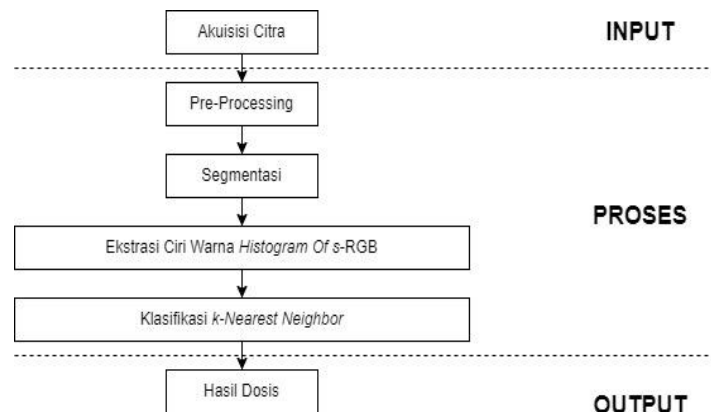 Akuisisi Citra
INPUT
Pre-Processing
Segmentasi
PROSES
Ekstrasi Ciri Warna Histogram Of s-RGB
Klasifikasi k-Nearest Neighbor
Hasil Dosis
OUTPUT